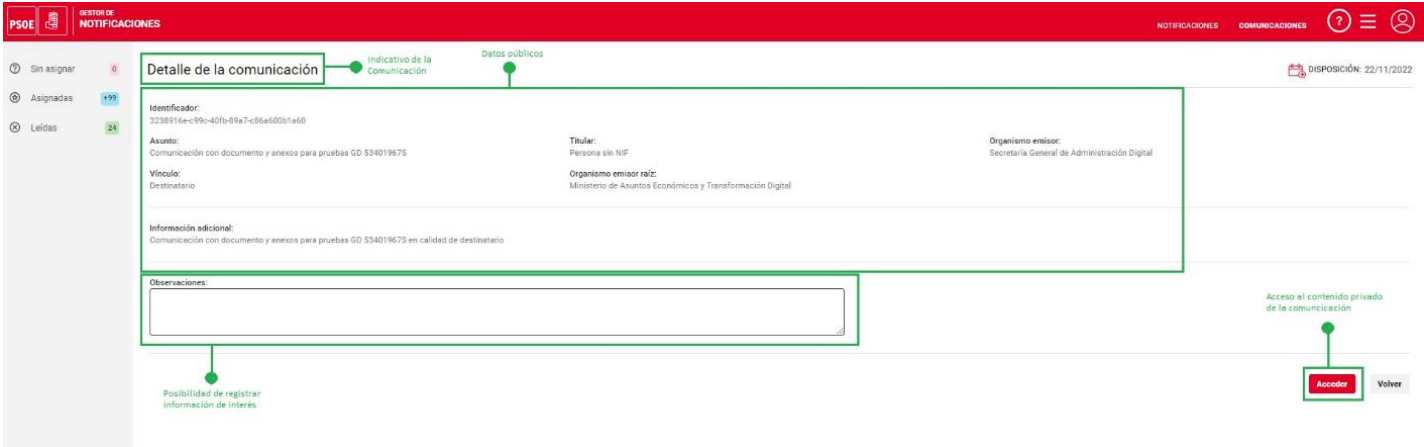 PSOE
GESTOR DE
NOTIFICACIONES
NOTIFICACIONES
COMUNICACIONES
?
Sin asignar 0
Asignadas +99
Leídas 24
Detalle de la comunicación
Indicativo de la
Comunicación
Datos públicos
DISPOSICIÓN: 22/11/2022
Identificador:
3238916e-c99c-40fb-89a7-c86a600b1a60
Asunto:
Comunicación con documento y anexos para pruebas GD 53401967S
Titular:
Persona sin NIF
Organismo emisor:
Secretaría General de Administración Digital
Vínculo:
Destinatario
Organismo emisor raíz:
Ministerio de Asuntos Económicos y Transformación Digital
Información adicional:
Comunicación con documento y anexos para pruebas GD 53401967S en calidad de destinatario
Observaciones:
Acceso al contenido privado
de la comuncicación
Acceder
Volver
Posibilidad de registrar
información de interés